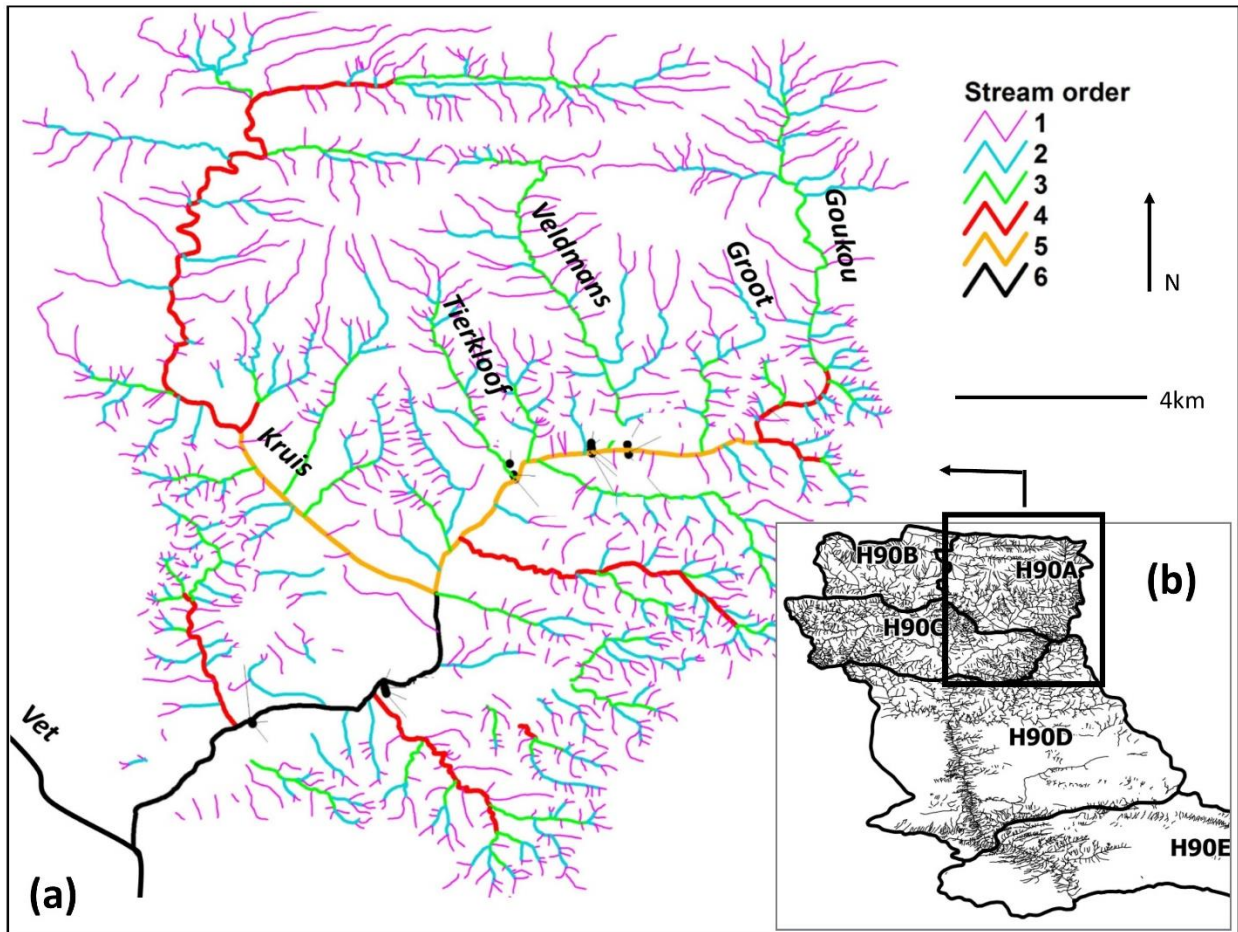 Stream order
1
2
3
4
5
6
N
4km
Goukou
Groot
Veldmans
Tierkloof
Kruis
Vet
(a)
(b)
H90B
H90A
H90C
H90D
H90E